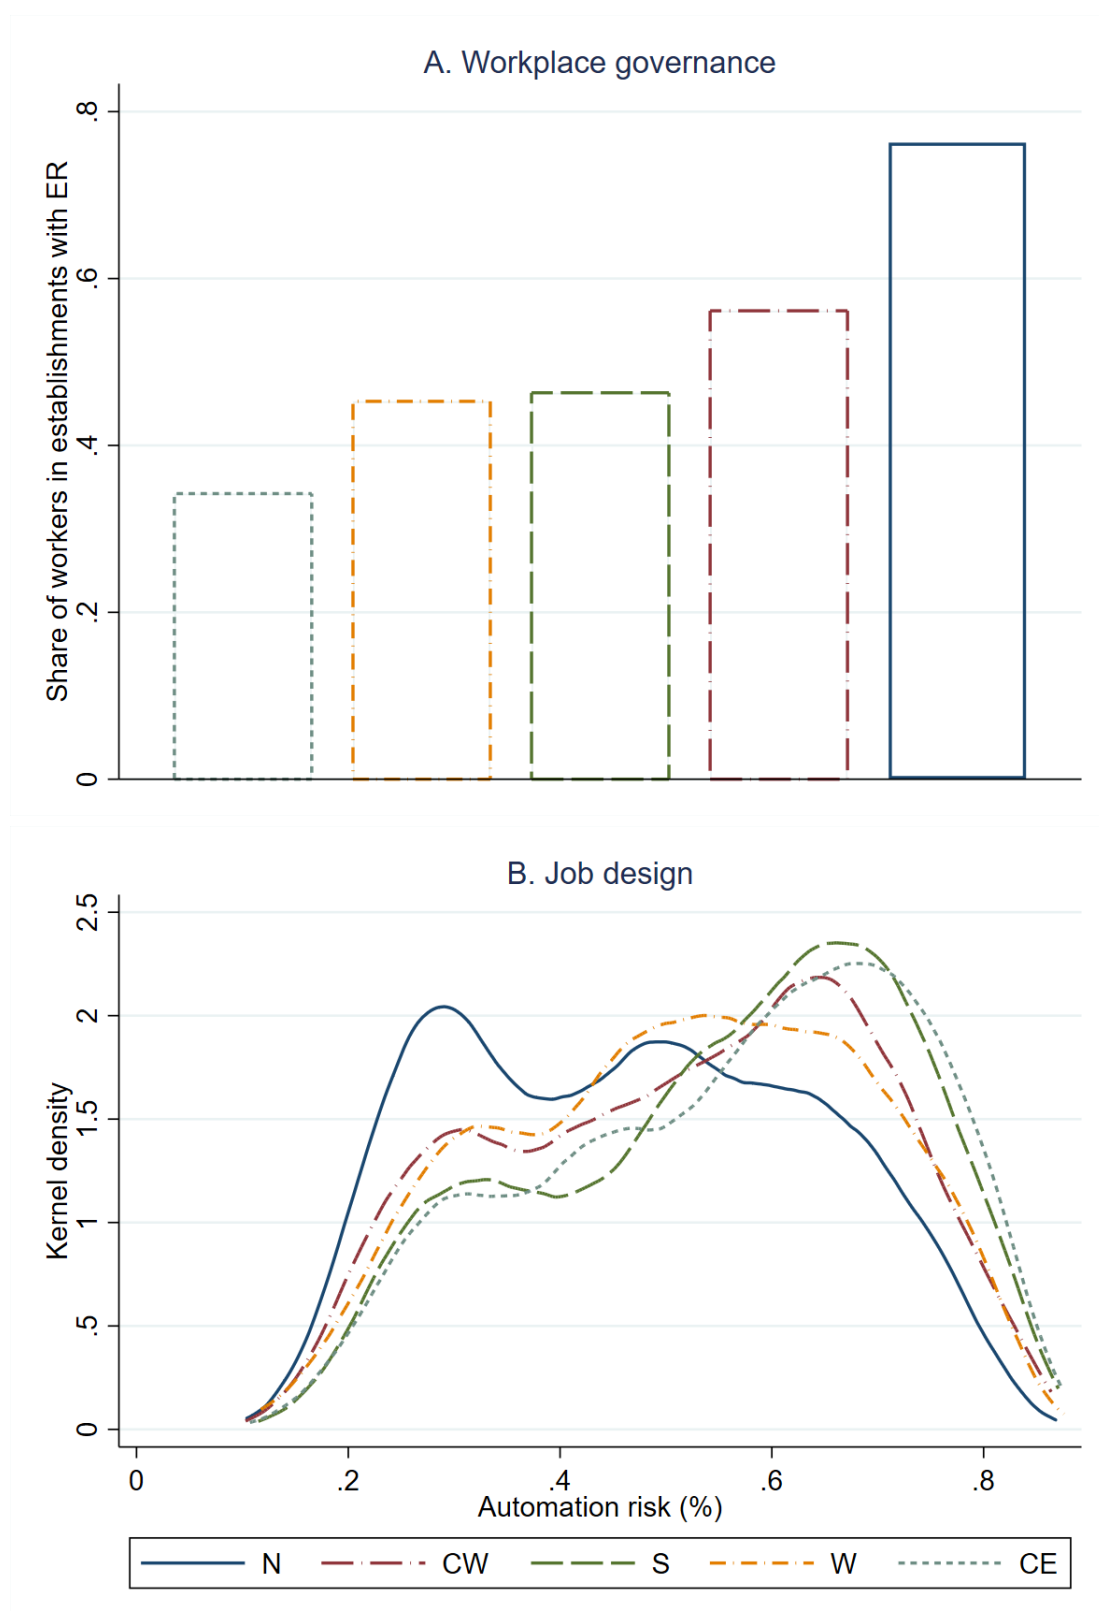 A. Workplace governance
Share of workers in establishments with ER
.8
.6
.4
.2
0
B. Job design
Kernel density
2.5
2
1.5
1
.5
0
0 .2 .4 .6 .8
Automation risk (%)
N CW S W CE